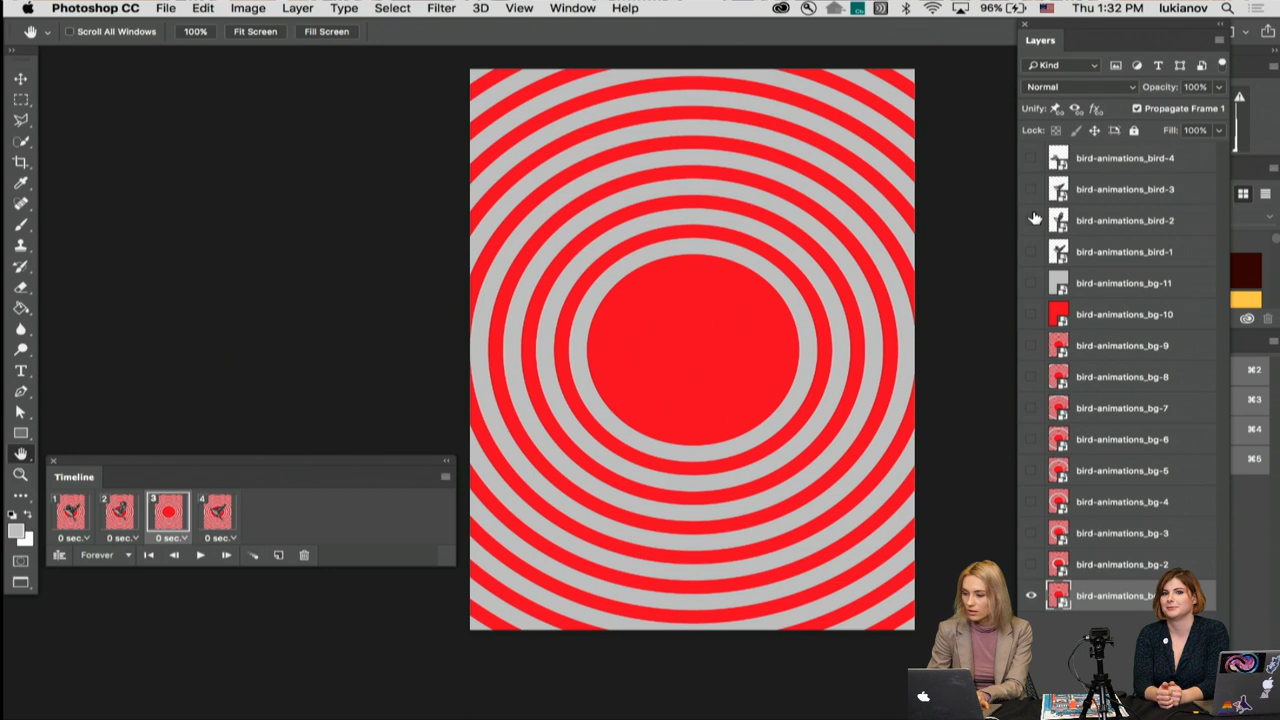 Photoshop CC File Edit Image Layer Type Select Filter 3D View Window Help 96% Thu 1:32 PM lukianov
Scroll All Windows 100% Fit Screen Fill Screen
Layers
Kind
Normal Opacity: 100%
Unify: Propagate Frame 1
Lock: Fill: 100%
bird-animations_bird-4
bird-animations_bird-3
bird-animations_bird-2
bird-animations_bird-1
bird-animations_bg-11
bird-animations_bg-10
bird-animations_bg-9
bird-animations_bg-8
bird-animations_bg-7
bird-animations_bg-6
bird-animations_bg-5
bird-animations_bg-4
bird-animations_bg-3
bird-animations_bg-2
bird-animations_b
⌘2
⌘3
⌘4
⌘6
Timeline
1 2 3 4
0 sec. 0 sec. 0 sec. 0 sec.
Forever